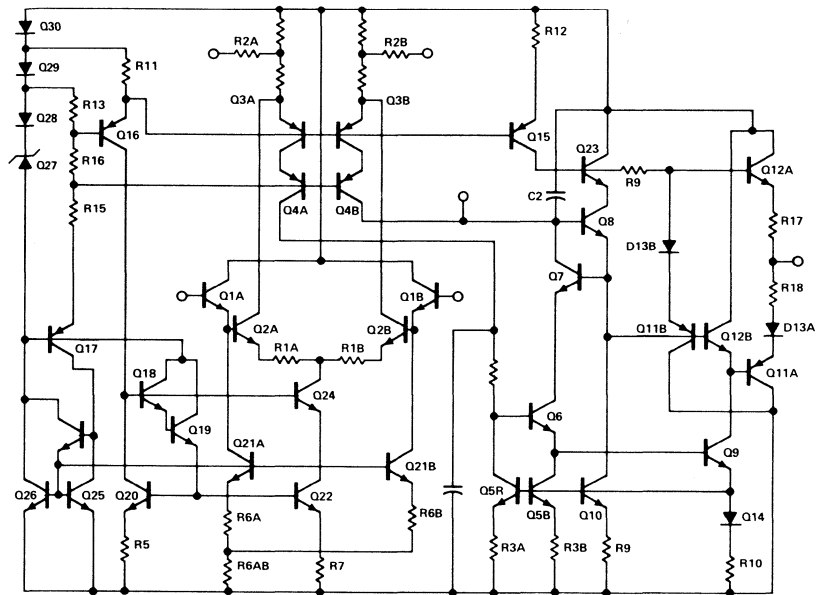 Q30
R2A
R2B
R12
Q29
R11
R13
Q3A
Q3B
Q28
Q16
Q15
Q23
Q27
R16
R9
Q12A
C2
R15
Q4A
Q4B
Q8
R17
D13B
Q7
Q1A
Q1B
R18
Q2A
Q2B
Q11B
Q12B
D13A
Q17
R1A
R1B
Q11A
Q18
Q24
Q19
Q6
Q21A
Q21B
Q9
Q26
Q25
Q20
Q22
Q5R
Q5B
Q10
R6A
R6B
Q14
R5
R3A
R3B
R9
R6AB
R7
R10